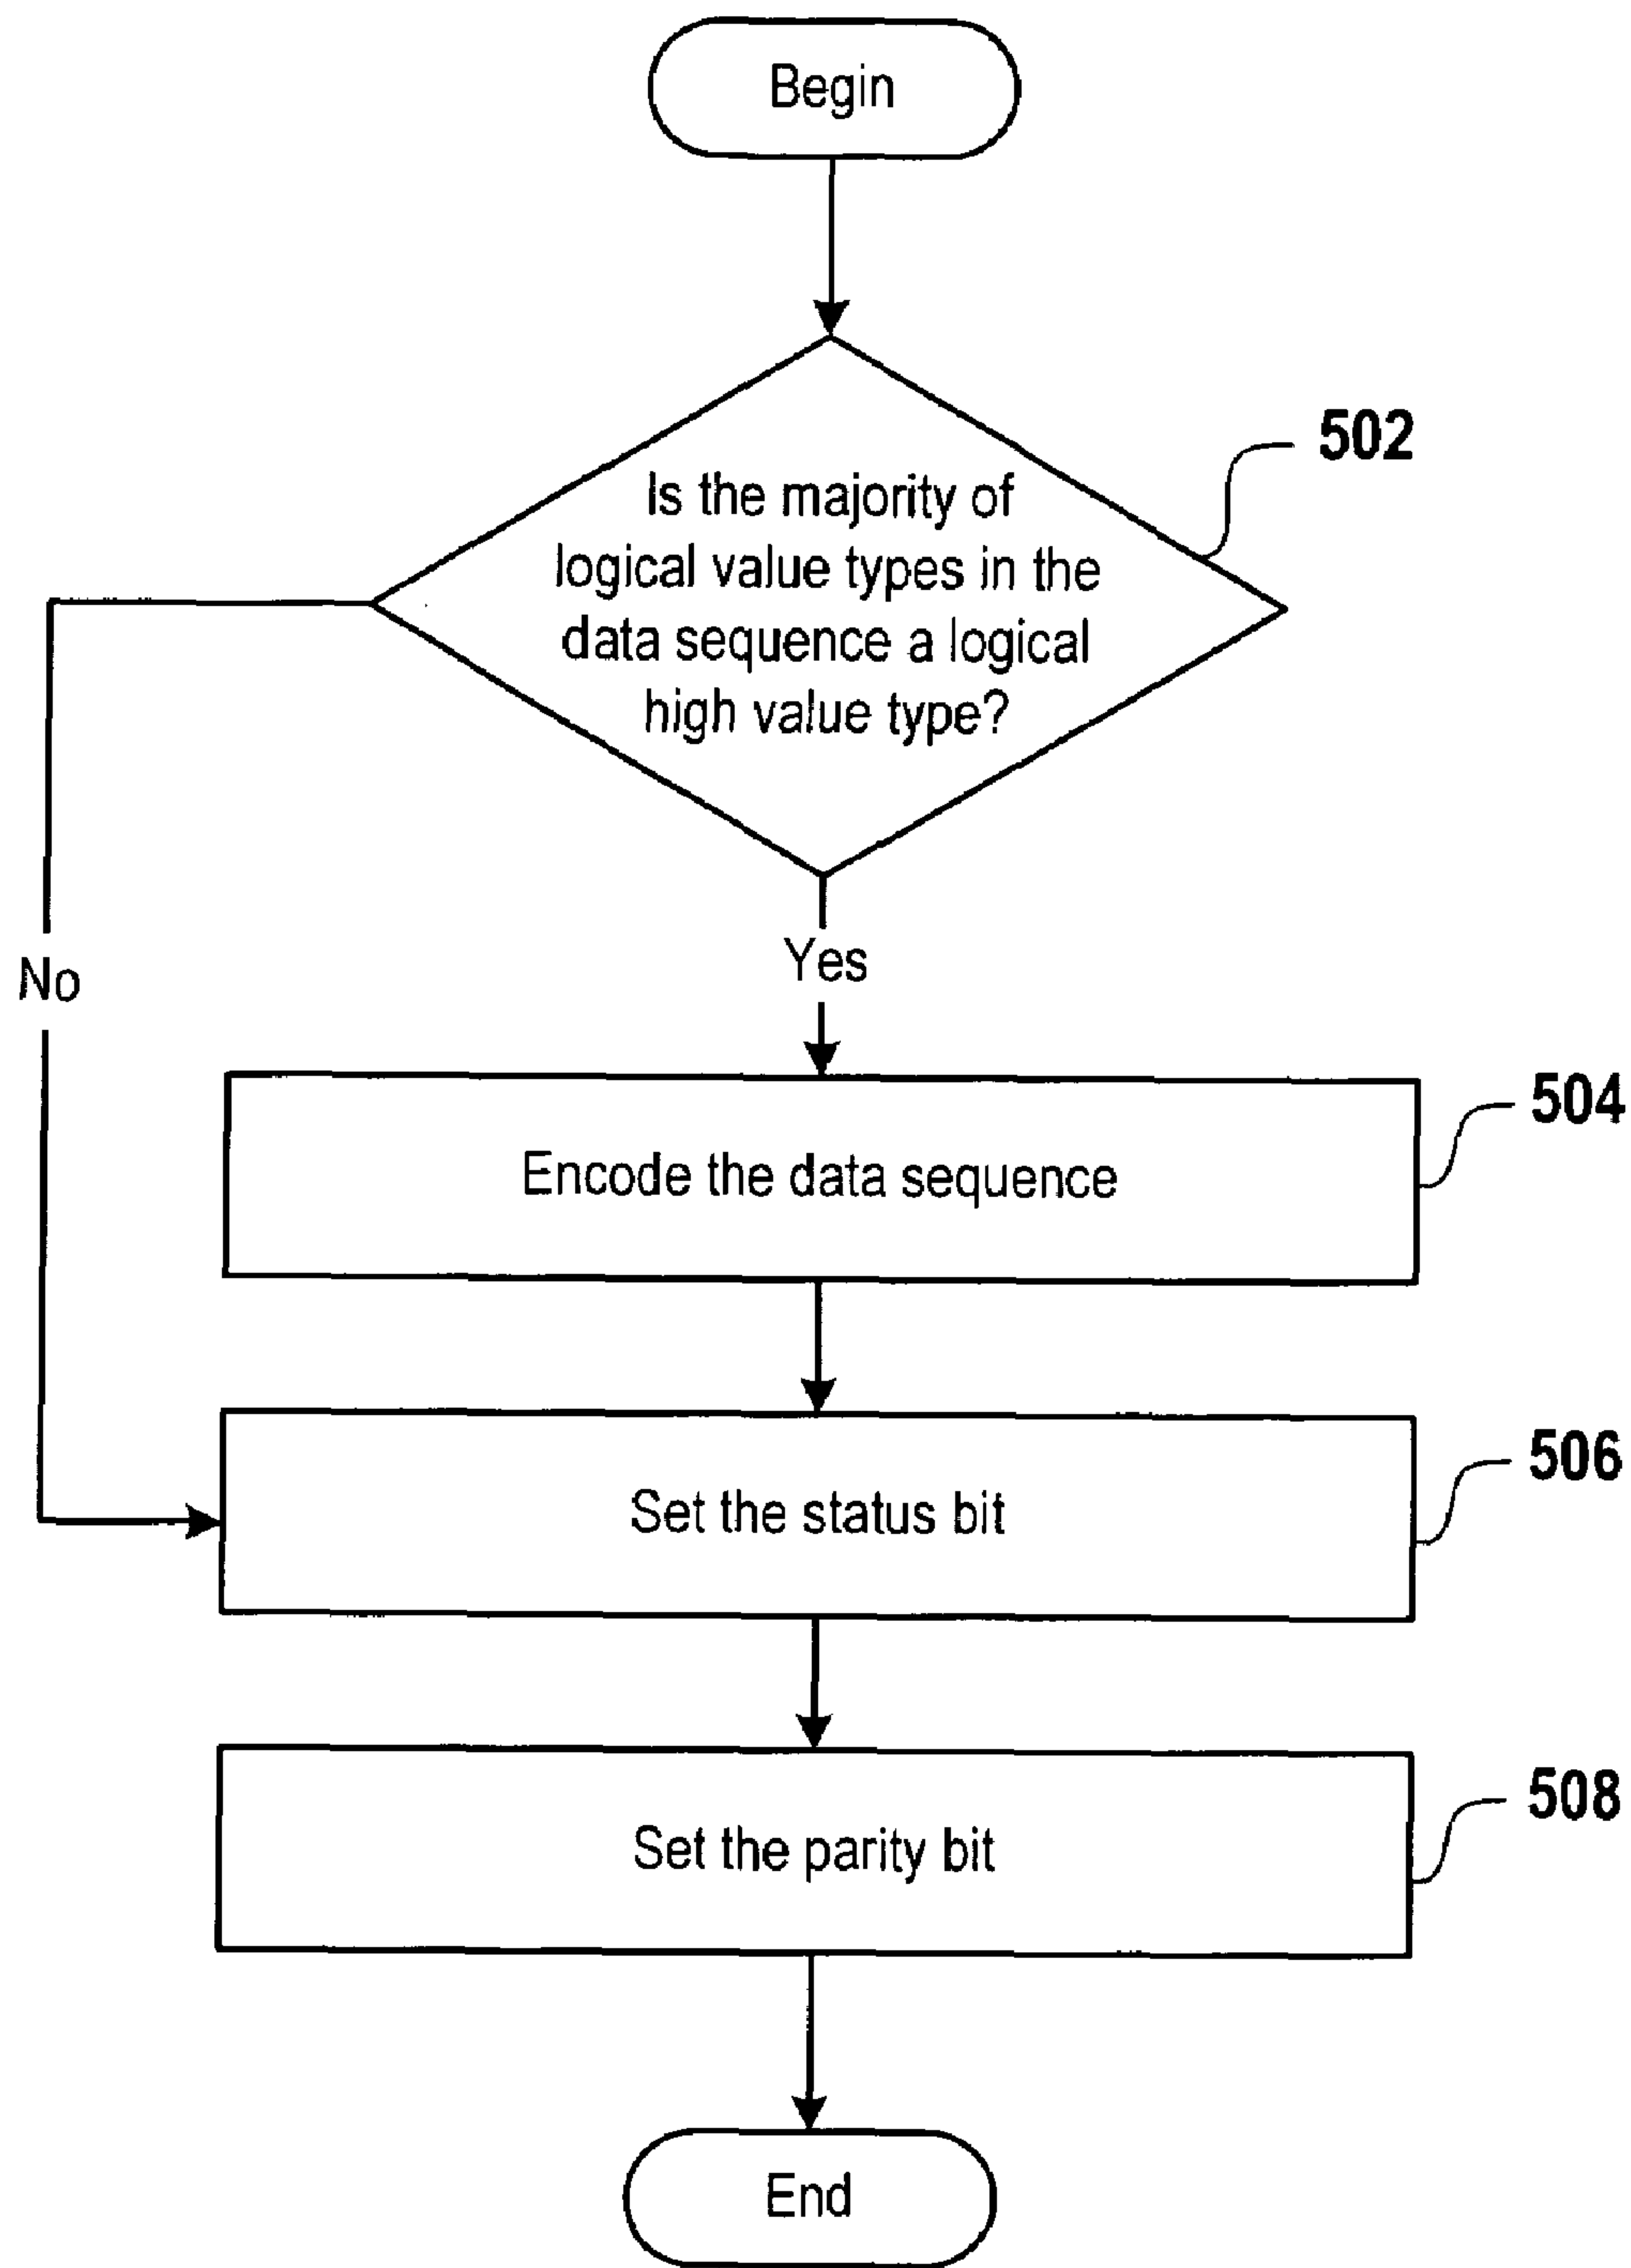 Begin
502
Is the majority of
logical value types in the
data sequence a logical
high value type?
No
Yes
504
Encode the data sequence
506
Set the status bit
508
Set the parity bit
End